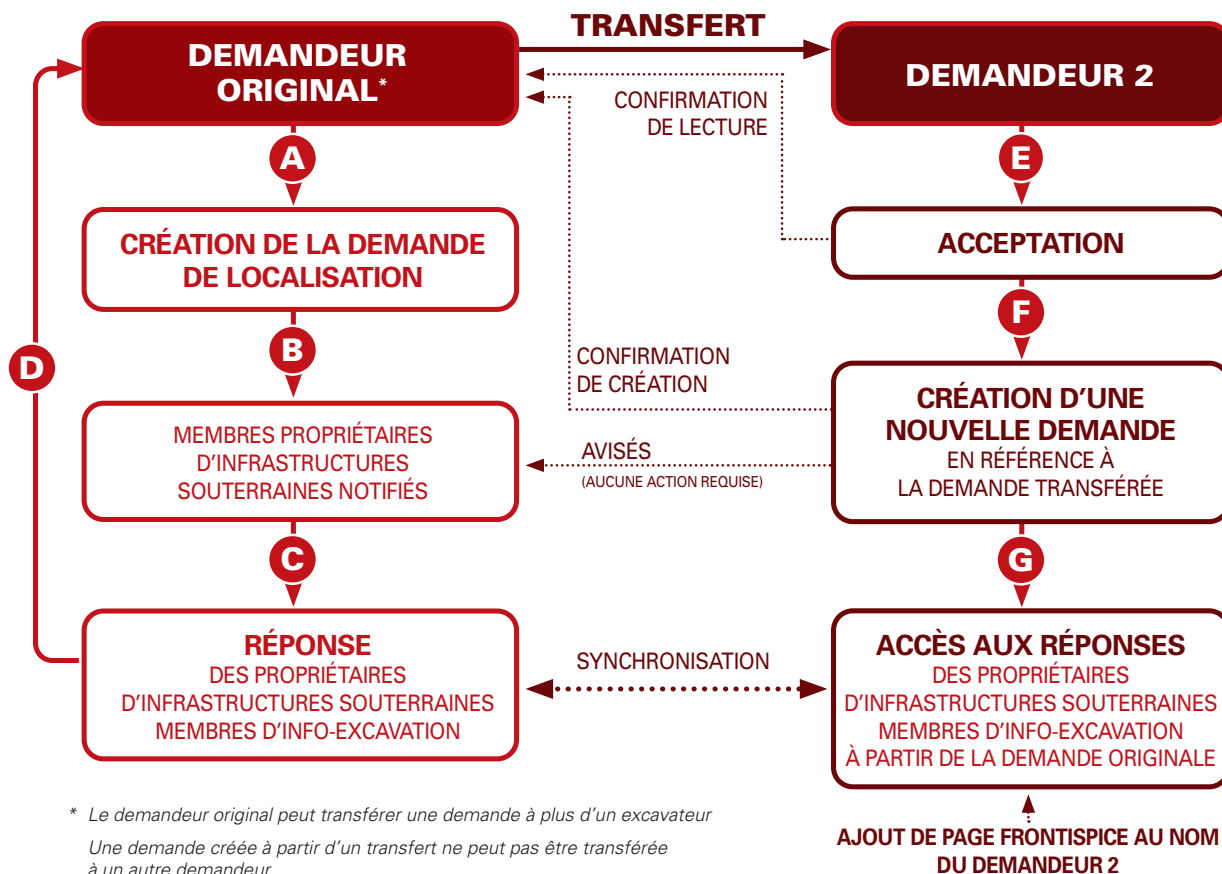 TRANSFERT
DEMANDEUR
ORIGINAL*
DEMANDEUR 2
CONFIRMATION
DE LECTURE
A
E
CRÉATION DE LA DEMANDE
DE LOCALISATION
ACCEPTATION
B
F
D
CONFIRMATION
DE CRÉATION
MEMBRES PROPRIÉTAIRES
D'INFRASTRUCTURES
SOUTERRAINES NOTIFIÉS
AVISÉS
(AUCUNE ACTION REQUISE)
CRÉATION D'UNE
NOUVELLE DEMANDE
EN RÉFÉRENCE À
LA DEMANDE TRANSFÉRÉE
C
G
RÉPONSE
DES PROPRIÉTAIRES
D'INFRASTRUCTURES SOUTERRAINES
MEMBRES D'INFO-EXCAVATION
SYNCHRONISATION
ACCÈS AUX RÉPONSES
DES PROPRIÉTAIRES
D'INFRASTRUCTURES SOUTERRAINES
MEMBRES D'INFO-EXCAVATION
À PARTIR DE LA DEMANDE ORIGINALE
* Le demandeur original peut transférer une demande à plus d'un excavateur
Une demande créée à partir d'un transfert ne peut pas être transférée
à un autre demandeur
AJOUT DE PAGE FRONTISPICE AU NOM
DU DEMANDEUR 2